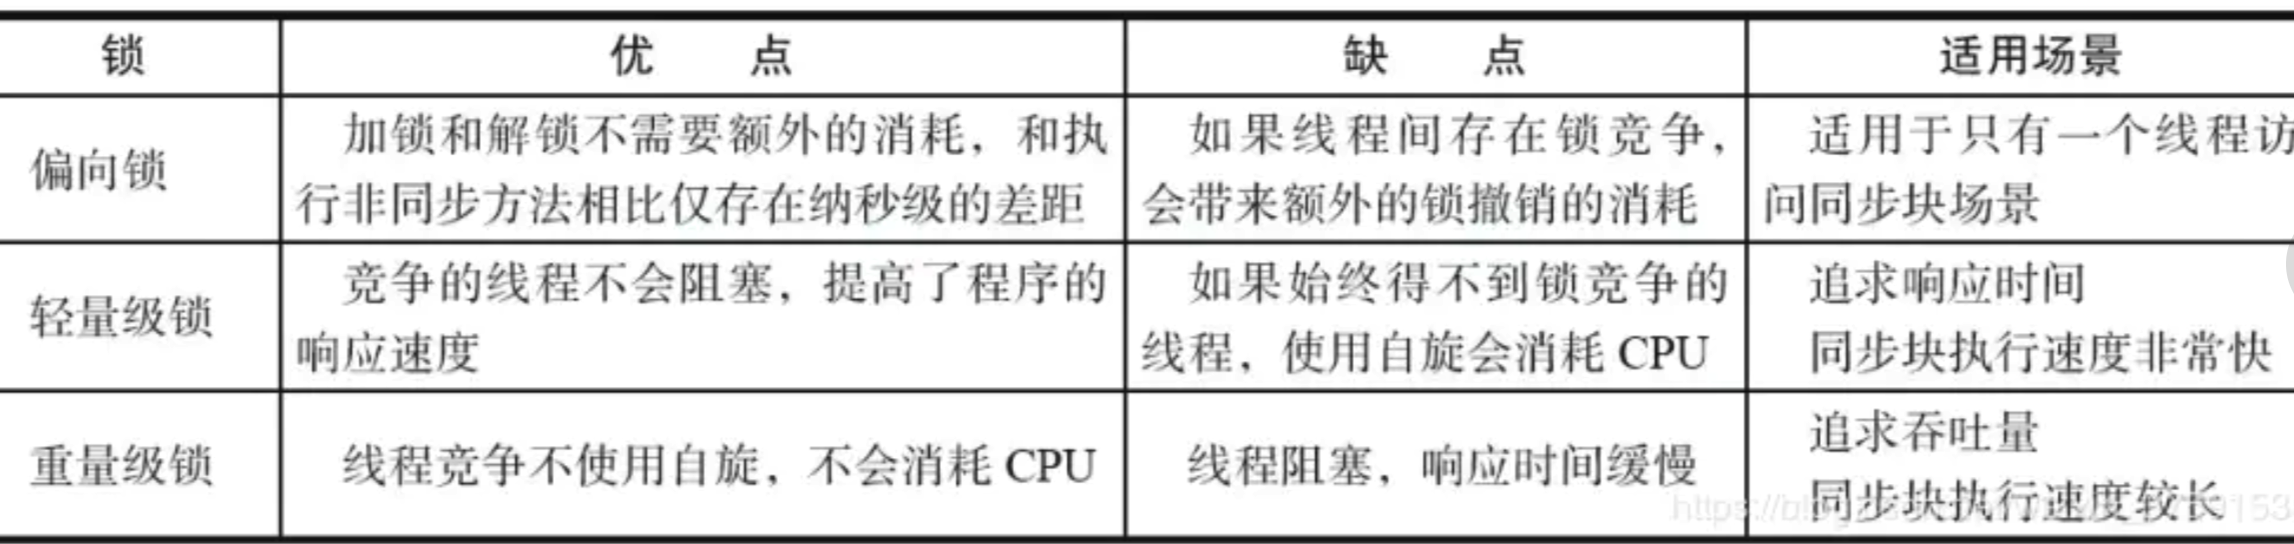 锁 优 点 缺 点 适用场景
偏向锁
加锁和解锁不需要额外的消耗，和执
行非同步方法相比仅存在纳秒级的差距
如果线程间存在锁竞争，
会带来额外的锁撤销的消耗
适用于只有一个线程访
问同步块场景
轻量级锁
竞争的线程不会阻塞，提高了程序的
响应速度
如果始终得不到锁竞争的
线程，使用自旋会消耗 CPU
追求响应时间
同步块执行速度非常快
重量级锁
线程竞争不使用自旋，不会消耗 CPU
线程阻塞，响应时间缓慢
追求吞吐量
同步块执行速度较长